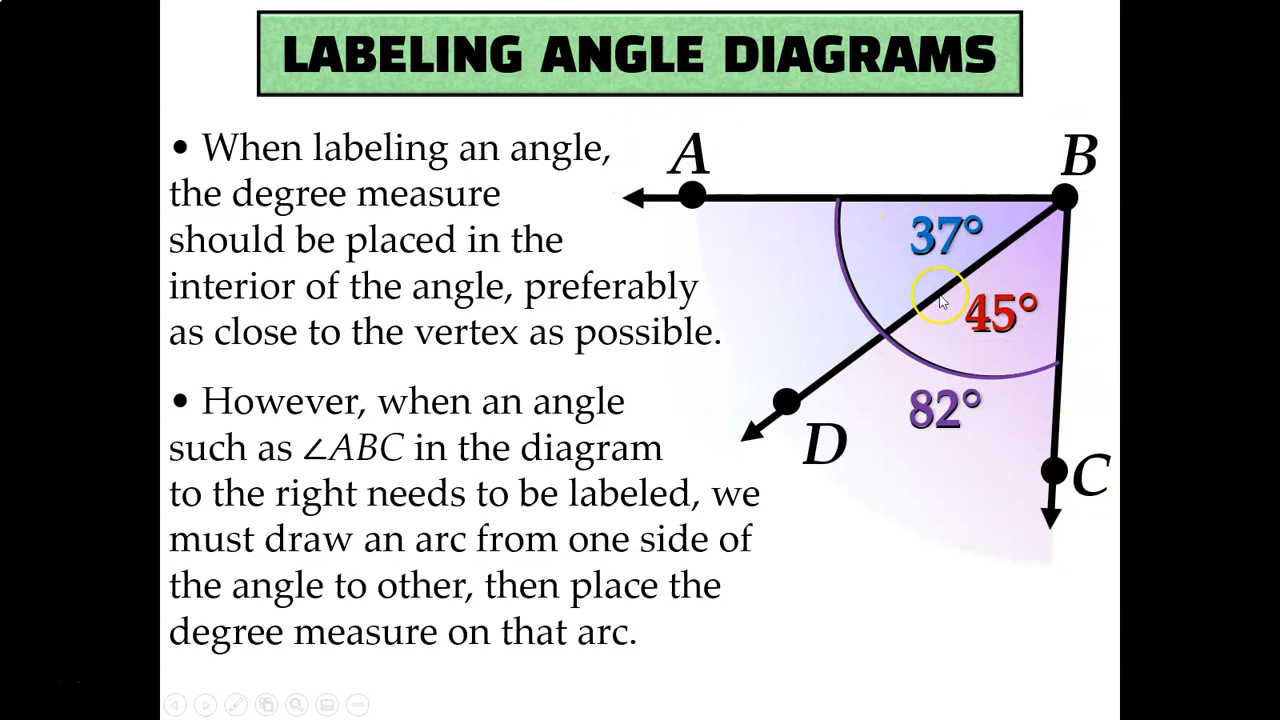 LABELING ANGLE DIAGRAMS
• When labeling an angle,
the degree measure
should be placed in the
interior of the angle, preferably
as close to the vertex as possible.
• However, when an angle
such as ∠ABC in the diagram
to the right needs to be labeled, we
must draw an arc from one side of
the angle to other, then place the
degree measure on that arc.
A
B
37°
45°
82°
D
C